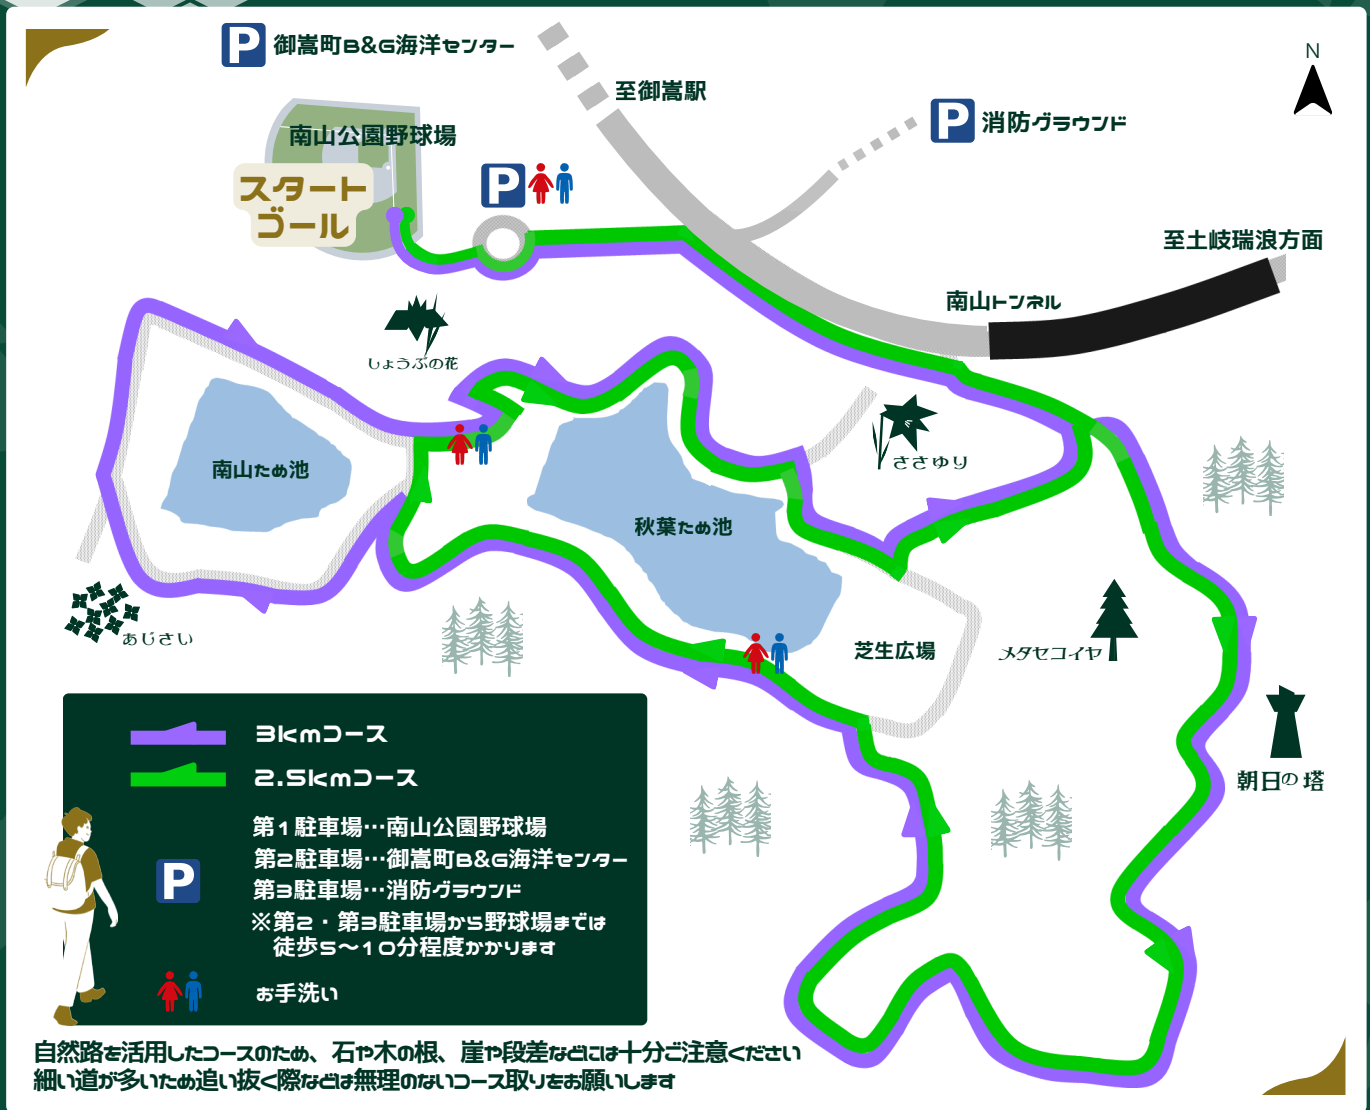 P 御嵩町B&G海洋センター
N
至御嵩駅
P 消防グラウンド
南山公園野球場
スタート
ゴール
P
至土岐瑞浪方面
南山トンネル
しょうぶの花
ささゆり
南山ため池
秋葉ため池
あじさい
芝生広場
メタセコイヤ
朝日の塔
3kmコース
2.5kmコース
P
第1駐車場…南山公園野球場
第2駐車場…御嵩町B&G海洋センター
第3駐車場…消防グラウンド
※第2・第3駐車場から野球場までは
徒歩5~10分程度かかります
お手洗い
自然路を活用したコースのため、石や木の根、崖や段差などには十分ご注意ください
細い道が多いため追い抜く際などは無理のないコース取りをお願いします